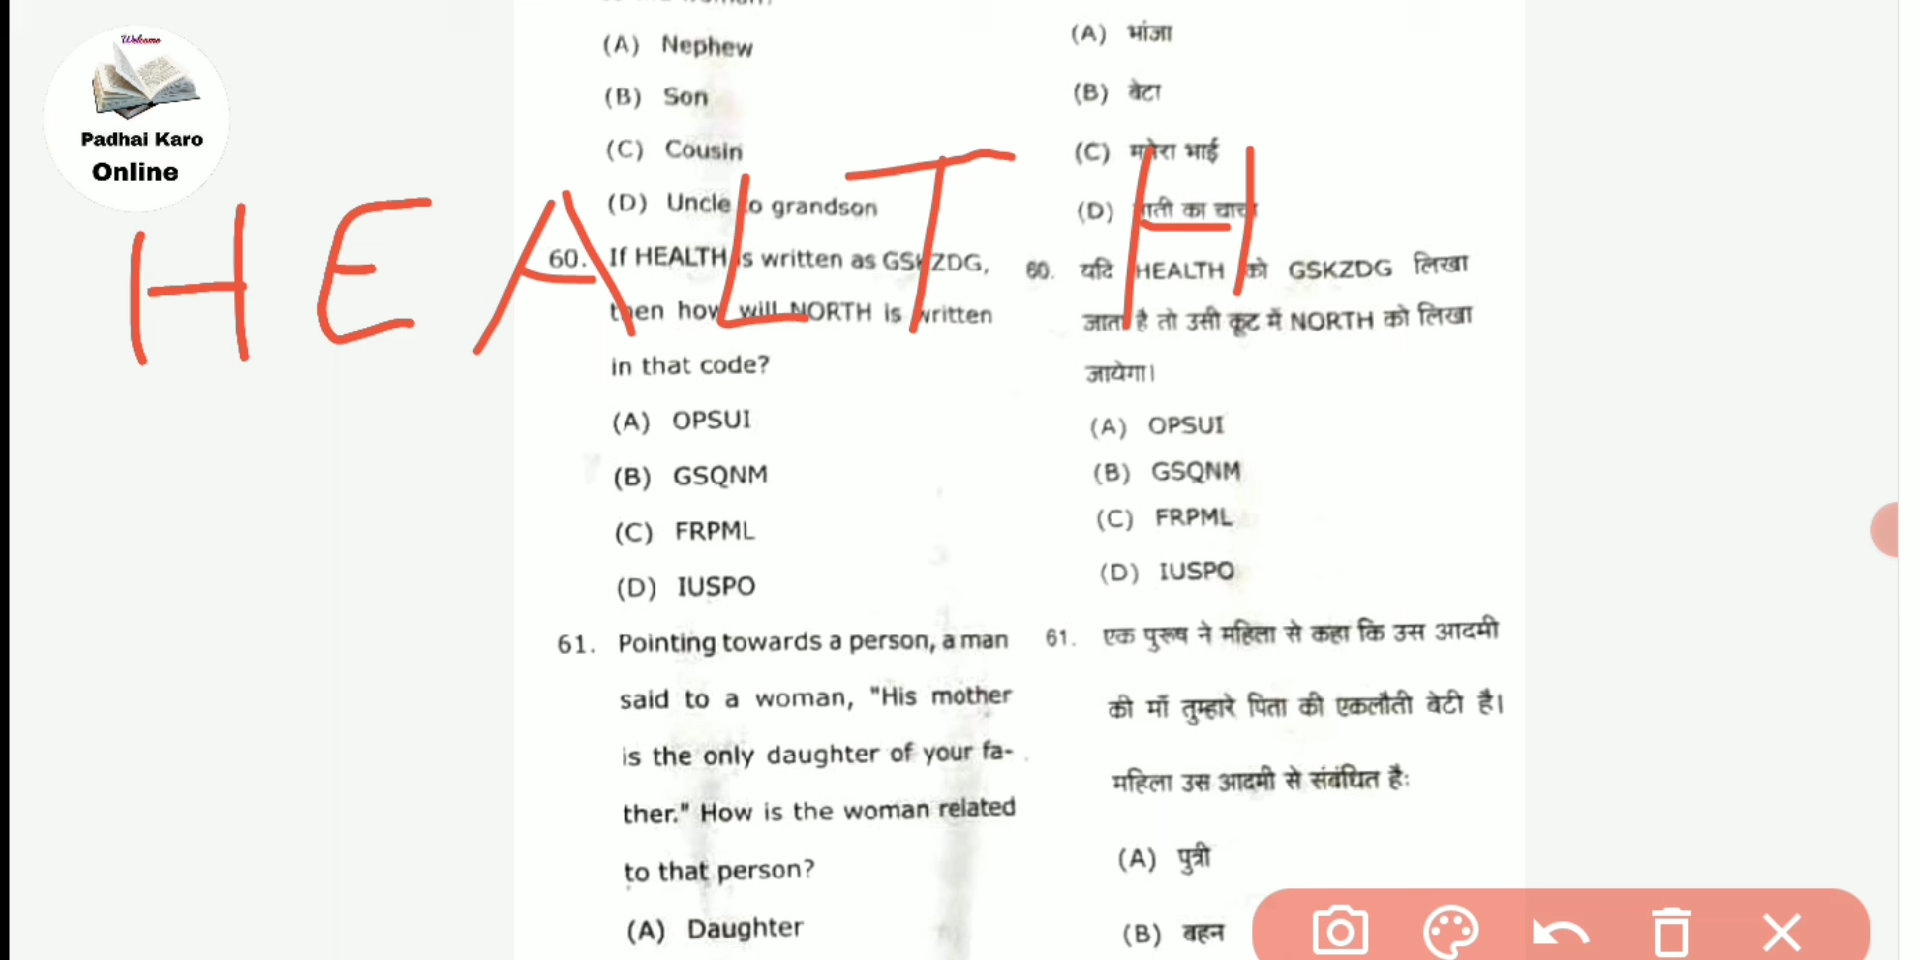 Welcome
Padhai Karo
Online
HEALTH
(A) Nephew
(B) Son
(C) Cousin
(D) Uncle to grandson
60. If HEALTH is written as GSKZDG,
then how will NORTH is written
in that code?
(A) OPSUI
(B) GSQNM
(C) FRPML
(D) IUSPO
61. Pointing towards a person, a man
said to a woman, "His mother
is the only daughter of your fa-
ther." How is the woman related
to that person?
(A) Daughter
(A) भांजा
(B) बेटा
(C) ममेरा भाई
(D) नाती का चाचा
60. यदि HEALTH को GSKZDG लिखा
जाता है तो उसी कूट में NORTH को लिखा
जायेगा।
(A) OPSUI
(B) GSQNM
(C) FRPML
(D) IUSPO
61. एक पुरूष ने महिला से कहा कि उस आदमी
की माँ तुम्हारे पिता की एकलौती बेटी है।
महिला उस आदमी से संबंधित है:
(A) पुत्री
(B) बहन